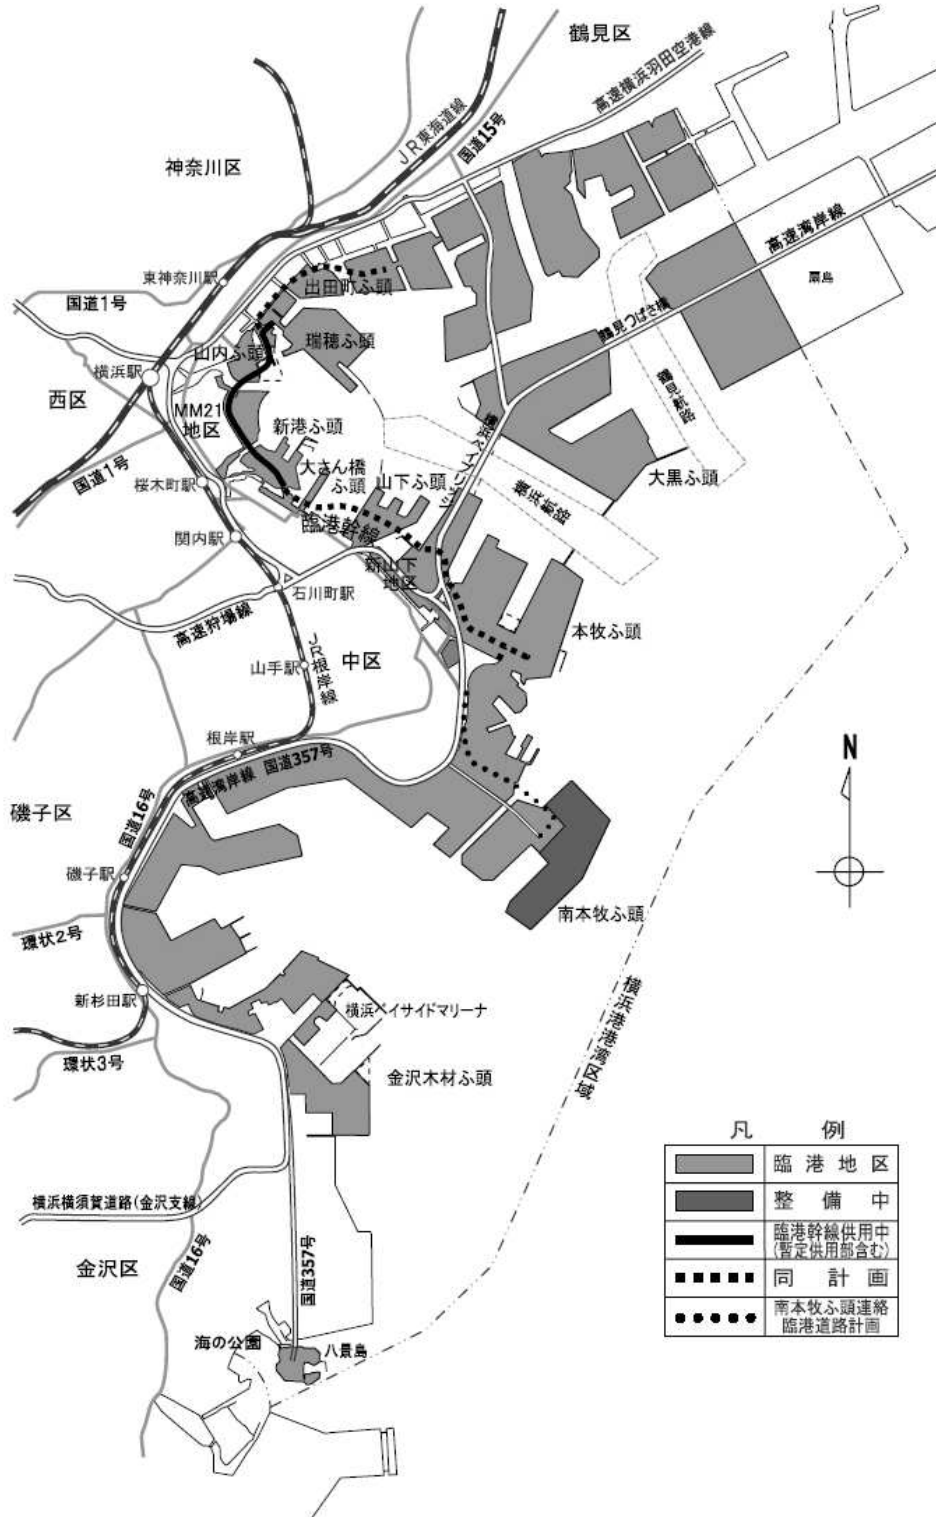 鶴見区
高速横浜羽田空港線
JR東海道線
国道15号
神奈川区
高速湾岸線
扇島
東神奈川駅
国道1号
出田町ふ頭
瑞穂ふ頭
山内ふ頭
鶴見つばさ橋
横浜駅
西区
MM21
地区
鶴見航路
新港ふ頭
横浜ベイブリッジ
国道1号
大さん橋
ふ頭
山下ふ頭
大黒ふ頭
桜木町駅
横浜航路
臨港幹線
関内駅
新山下
地区
石川町駅
高速狩場線
本牧ふ頭
山手駅
JR根岸線
中区
根岸駅
高速湾岸線 国道357号
N
国道16号
磯子区
磯子駅
南本牧ふ頭
環状2号
新杉田駅
横浜ベイサイドマリーナ
横浜港港湾区域
環状3号
金沢木材ふ頭
凡例
臨港地区
整備中
臨港幹線供用中
(暫定供用部含む)
同計画
南本牧ふ頭連絡
臨港道路計画
横浜横須賀道路(金沢支線)
国道16号
金沢区
国道357号
海の公園
八景島